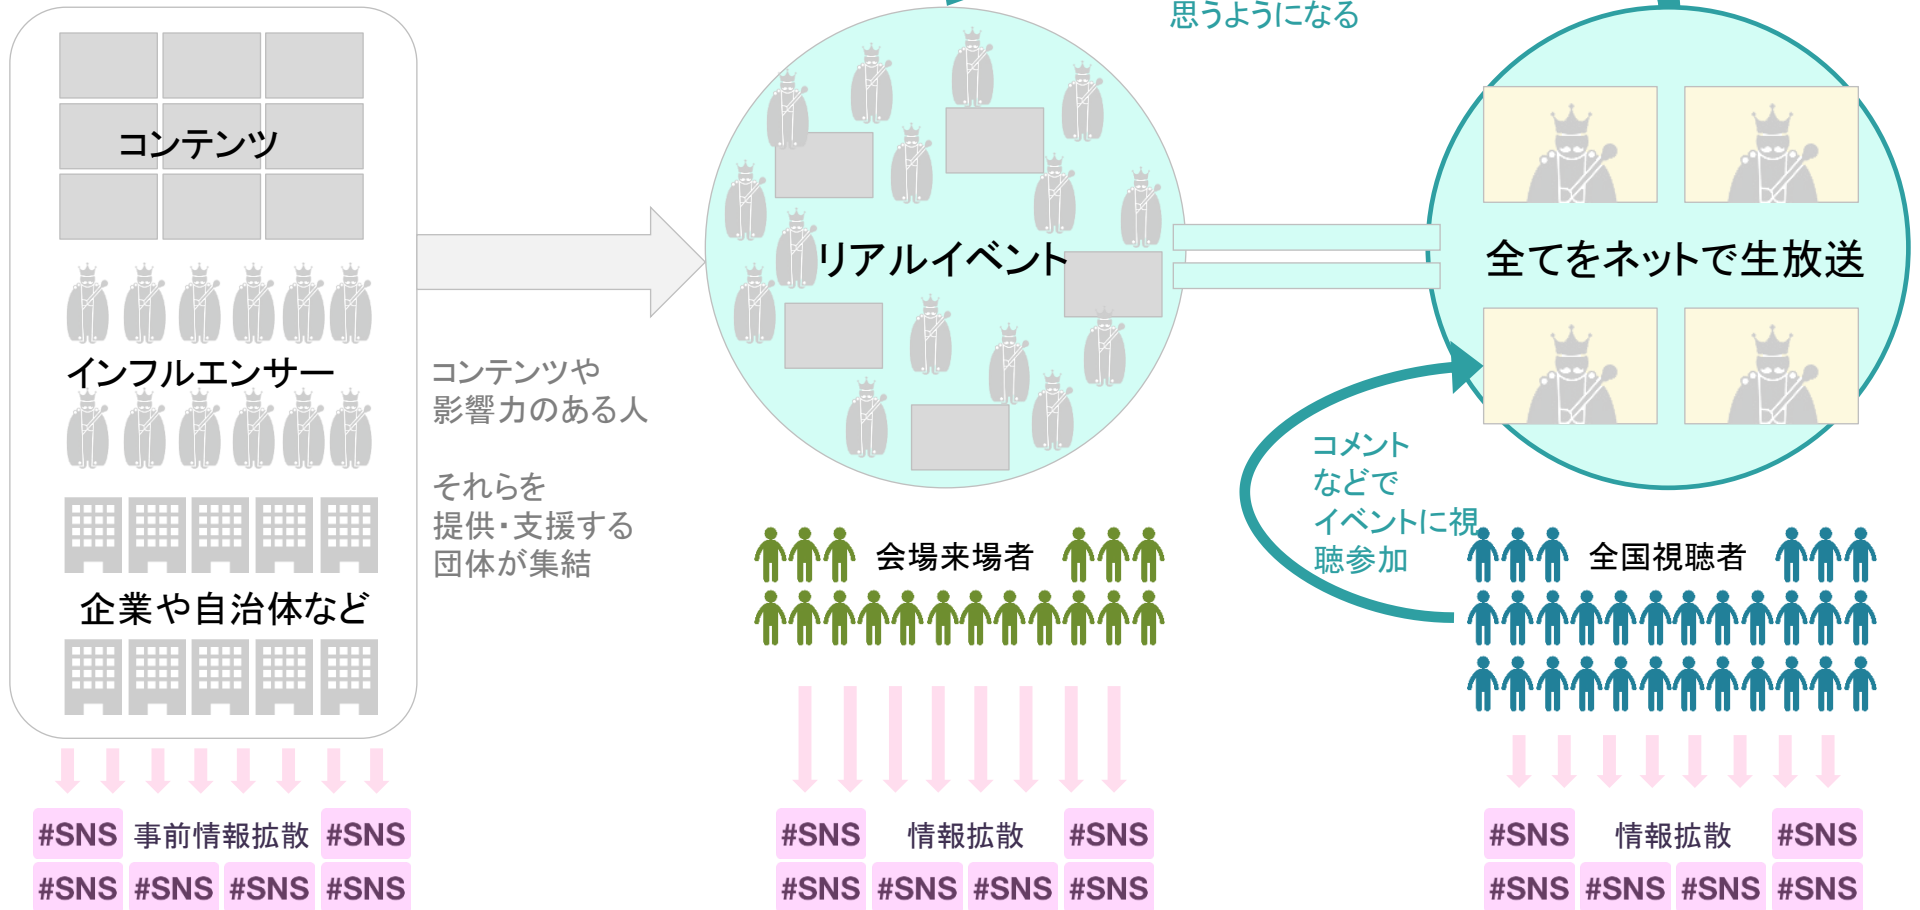 思うようになる
コンテンツ
インフルエンサー
企業や自治体など
コンテンツや
影響力のある人
それらを
提供・支援する
団体が集結
リアルイベント
全てをネットで生放送
コメント
などで
イベントに視
聴参加
会場来場者
全国視聴者
#SNS 事前情報拡散 #SNS
#SNS #SNS #SNS #SNS
#SNS 情報拡散 #SNS
#SNS #SNS #SNS #SNS
#SNS 情報拡散 #SNS
#SNS #SNS #SNS #SNS